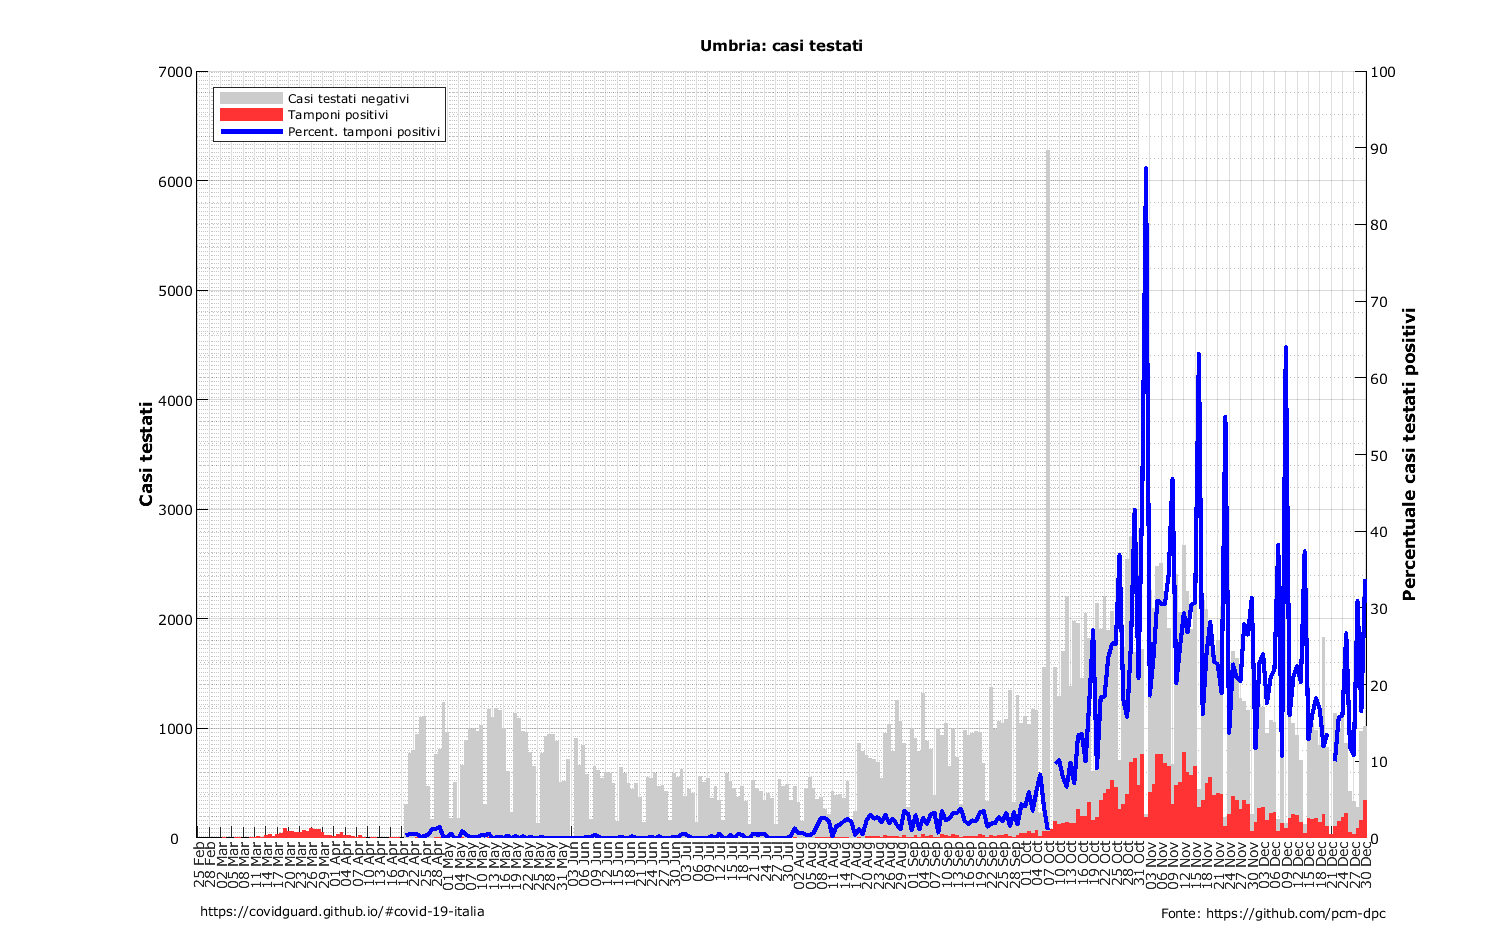 Umbria: casi testati
Casi testati negativi
Tamponi positivi
Percent. tamponi positivi
Casi testati
7000
6000
5000
4000
3000
2000
1000
0
Percentuale casi testati positivi
100
90
80
70
60
50
40
30
20
10
0
25 Feb
28 Feb
02 Mar
05 Mar
08 Mar
11 Mar
14 Mar
17 Mar
20 Mar
23 Mar
26 Mar
29 Mar
01 Apr
04 Apr
07 Apr
10 Apr
13 Apr
16 Apr
19 Apr
22 Apr
25 Apr
28 Apr
01 May
04 May
07 May
10 May
13 May
16 May
19 May
22 May
25 May
28 May
31 May
03 Jun
06 Jun
09 Jun
12 Jun
15 Jun
18 Jun
21 Jun
24 Jun
27 Jun
30 Jun
03 Jul
06 Jul
09 Jul
12 Jul
15 Jul
18 Jul
21 Jul
24 Jul
27 Jul
30 Jul
02 Aug
05 Aug
08 Aug
11 Aug
14 Aug
17 Aug
20 Aug
23 Aug
26 Aug
29 Aug
01 Sep
04 Sep
07 Sep
10 Sep
13 Sep
16 Sep
19 Sep
22 Sep
25 Sep
28 Sep
01 Oct
04 Oct
07 Oct
10 Oct
13 Oct
16 Oct
19 Oct
22 Oct
25 Oct
28 Oct
31 Oct
03 Nov
06 Nov
09 Nov
12 Nov
15 Nov
18 Nov
21 Nov
24 Nov
27 Nov
30 Nov
03 Dec
06 Dec
09 Dec
12 Dec
15 Dec
18 Dec
21 Dec
24 Dec
27 Dec
30 Dec
https://covidguard.github.io/#covid-19-italia
Fonte: https://github.com/pcm-dpc